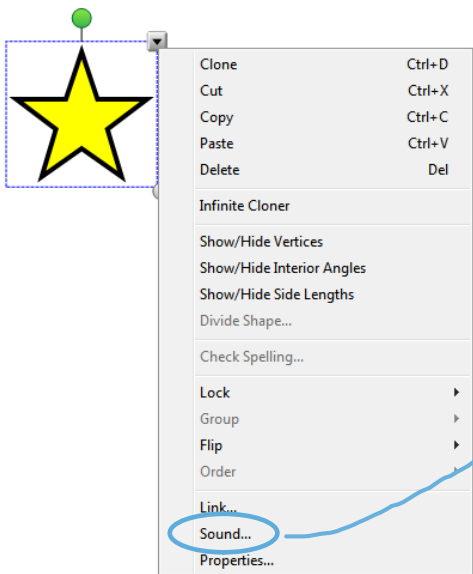 Clone Ctrl+D
Cut Ctrl+X
Copy Ctrl+C
Paste Ctrl+V
Delete Del
Infinite Cloner
Show/Hide Vertices
Show/Hide Interior Angles
Show/Hide Side Lengths
Divide Shape...
Check Spelling...
Lock
Group
Flip
Order
Link...
Sound...
Properties...